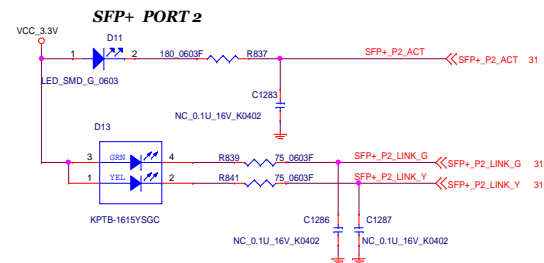 SFP+ PORT 2
VCC_3.3V
D11
1 2 180_0603F R837 SFP+_P2_ACT SFP+_P2_ACT 31
LED_SMD_G_0603
C1283
NC_0.1U_16V_K0402
D13
3 GRN 4 R839 75_0603F SFP+_P2_LINK_G SFP+_P2_LINK_G 31
1 YEL 2 R841 75_0603F SFP+_P2_LINK_Y SFP+_P2_LINK_Y 31
KPTB-1615YSGC
C1286 C1287
NC_0.1U_16V_K0402 NC_0.1U_16V_K0402